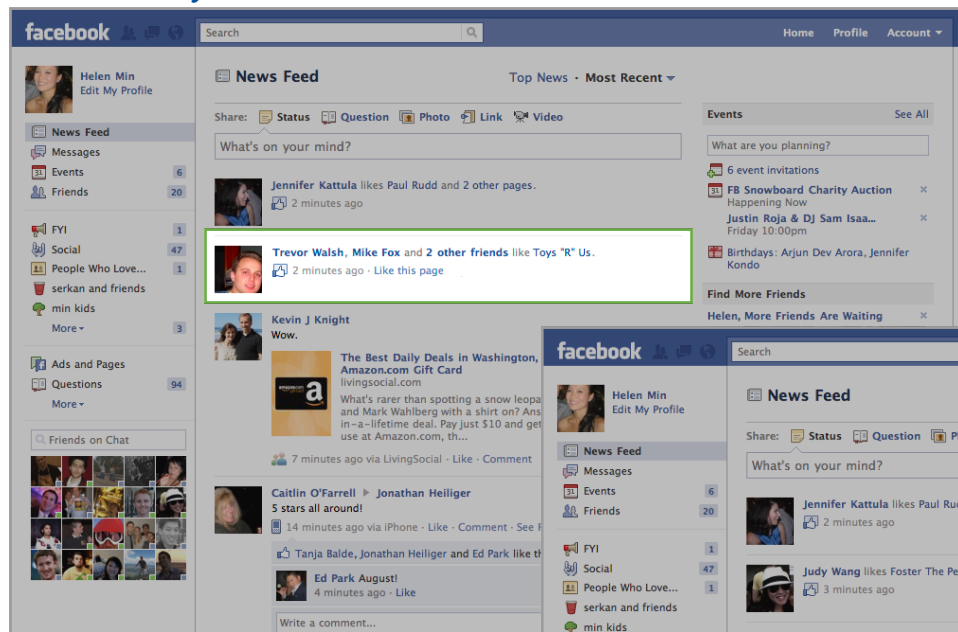 facebook
Search
Home Profile Account
Helen Min
Edit My Profile
News Feed
Messages
31 Events 6
Friends 20
FYI 1
Social 47
People Who Love... 1
serkan and friends
min kids
More 3
Ads and Pages
Questions 94
More
Friends on Chat
News Feed
Top News · Most Recent
Share: Status Question Photo Link Video
What's on your mind?
Jennifer Kattula likes Paul Rudd and 2 other pages.
2 minutes ago
Trevor Walsh, Mike Fox and 2 other friends like Toys "R" Us.
2 minutes ago · Like this page
Kevin J Knight
Wow.
The Best Daily Deals in Washington,
Amazon.com Gift Card
livingsocial.com
What's rarer than spotting a snow leopa
and Mark Wahlberg with a shirt on? Ans
in-a-lifetime deal. Pay just $10 and get
use at Amazon.com, th...
amazon.com
a
7 minutes ago via LivingSocial · Like · Comment
Caitlin O'Farrell Jonathan Heiliger
5 stars all around!
14 minutes ago via iPhone · Like · Comment · See F
Tanja Balde, Jonathan Heiliger and Ed Park like th
Ed Park August!
4 minutes ago · Like
Write a comment...
Events See All
What are you planning?
6 event invitations
31 FB Snowboard Charity Auction ×
Happening Now
Justin Roja & DJ Sam Isaa... ×
Friday 10:00pm
Birthdays: Arjun Dev Arora, Jennifer
Kondo
Find More Friends
Helen, More Friends Are Waiting ×
facebook
Search
Helen Min
Edit My Profile
News Feed
Messages
31 Events 6
Friends 20
FYI 1
Social 47
People Who Love... 1
serkan and friends
min kids
News Feed
Share: Status Question P
What's on your mind?
Jennifer Kattula likes Paul Ru
2 minutes ago
Judy Wang likes Foster The Pe
3 minutes ago